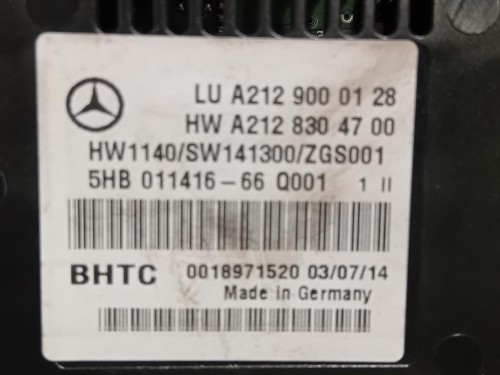 LU A212 900 01 28
HW A212 830 47 00
HW1140/SW141300/ZGS001
5HB 011416-66 Q001 1 II
BHTC 0018971520 03/07/14
Made in Germany